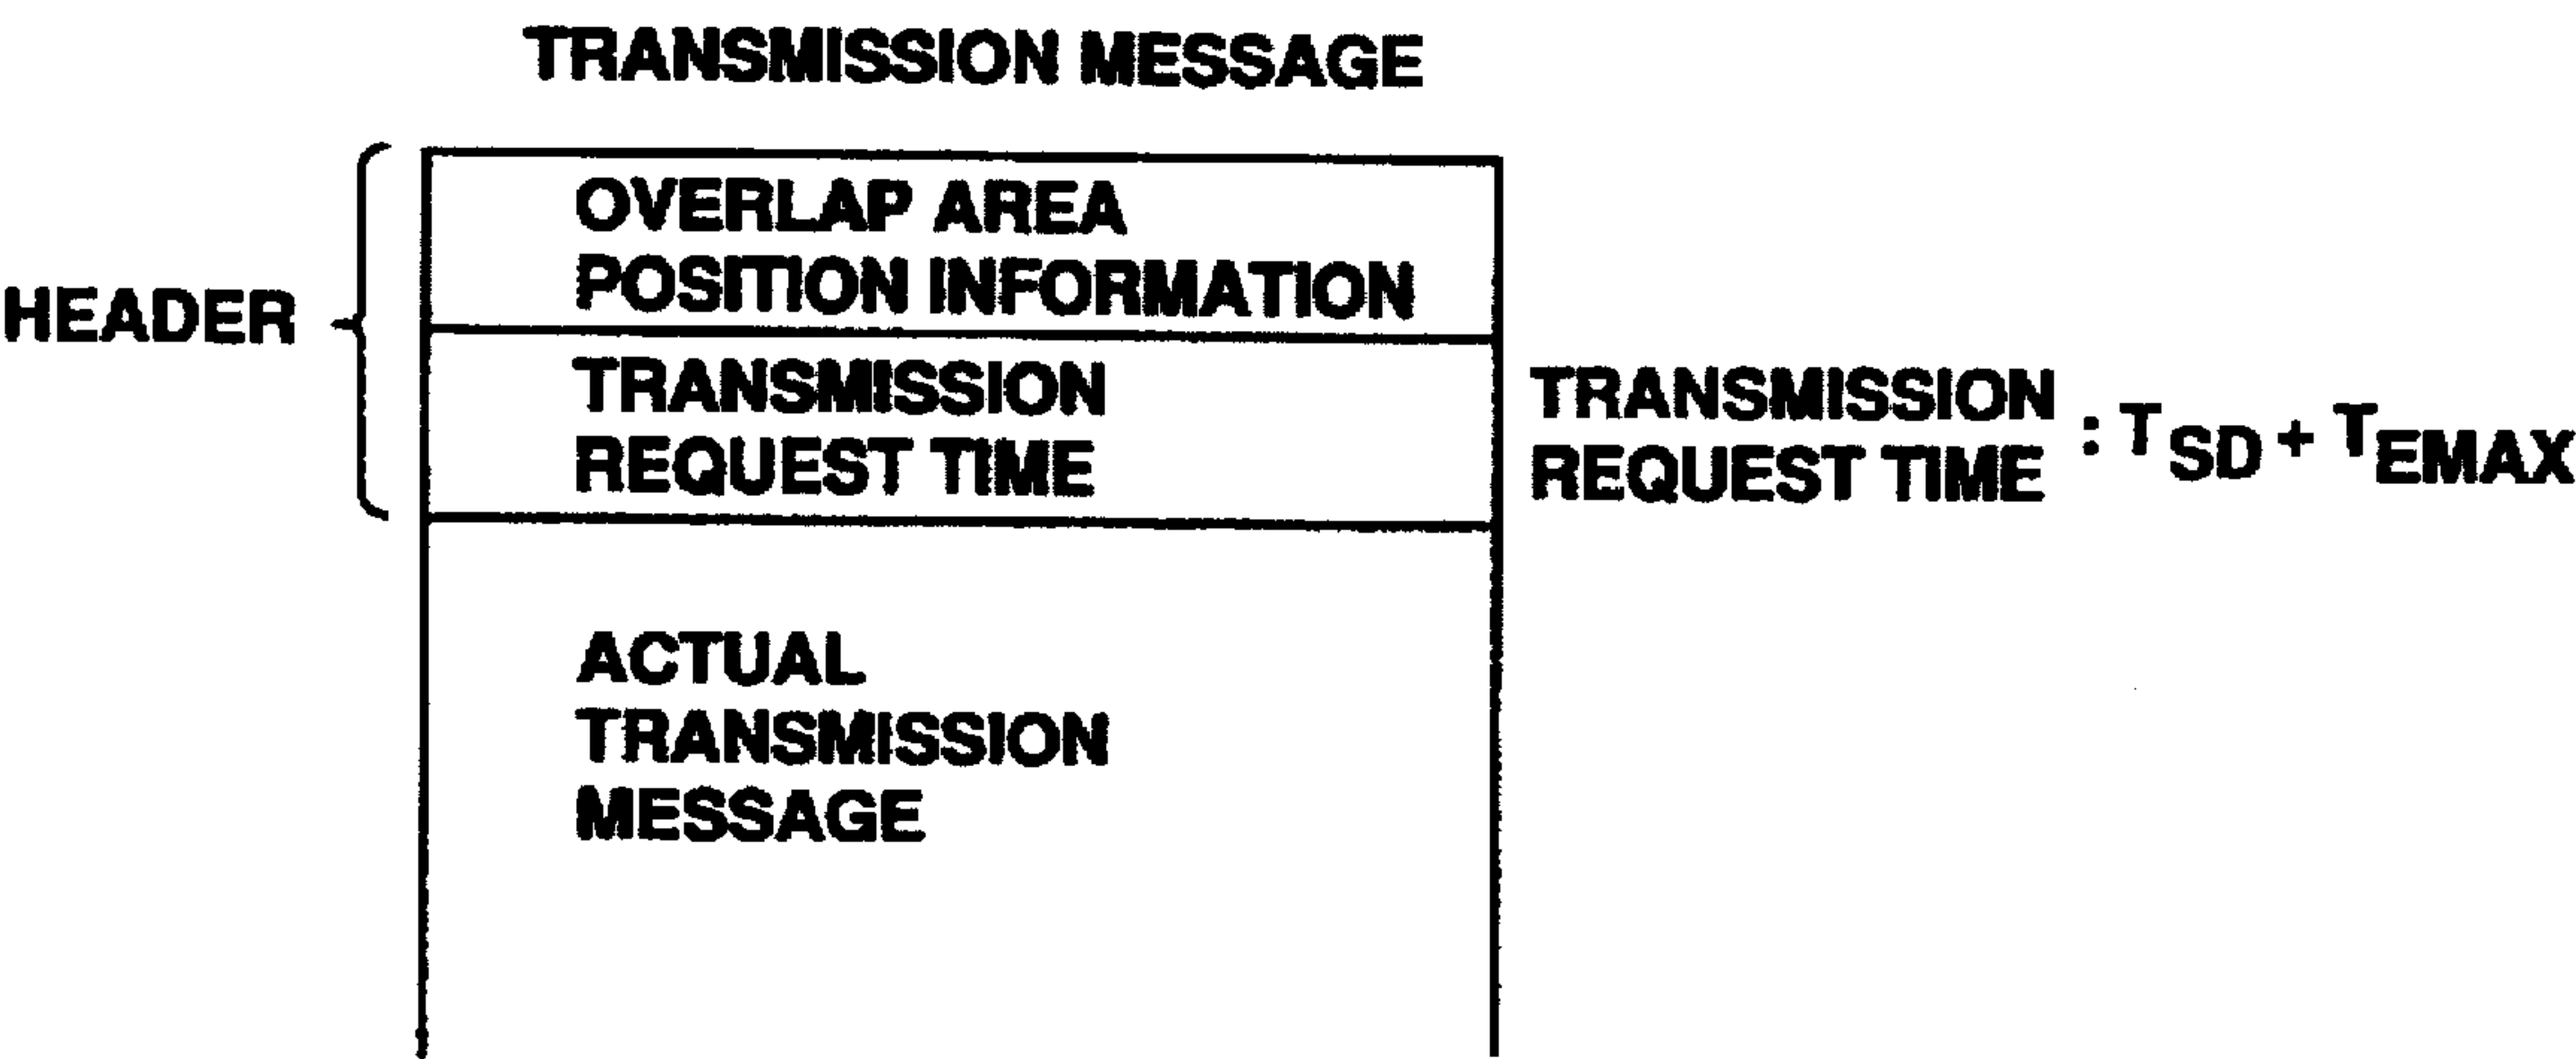 TRANSMISSION MESSAGE
HEADER
OVERLAP AREA
POSITION INFORMATION
TRANSMISSION
REQUEST TIME
ACTUAL
TRANSMISSION
MESSAGE
TRANSMISSION
REQUEST TIME : TSD + TEMAX